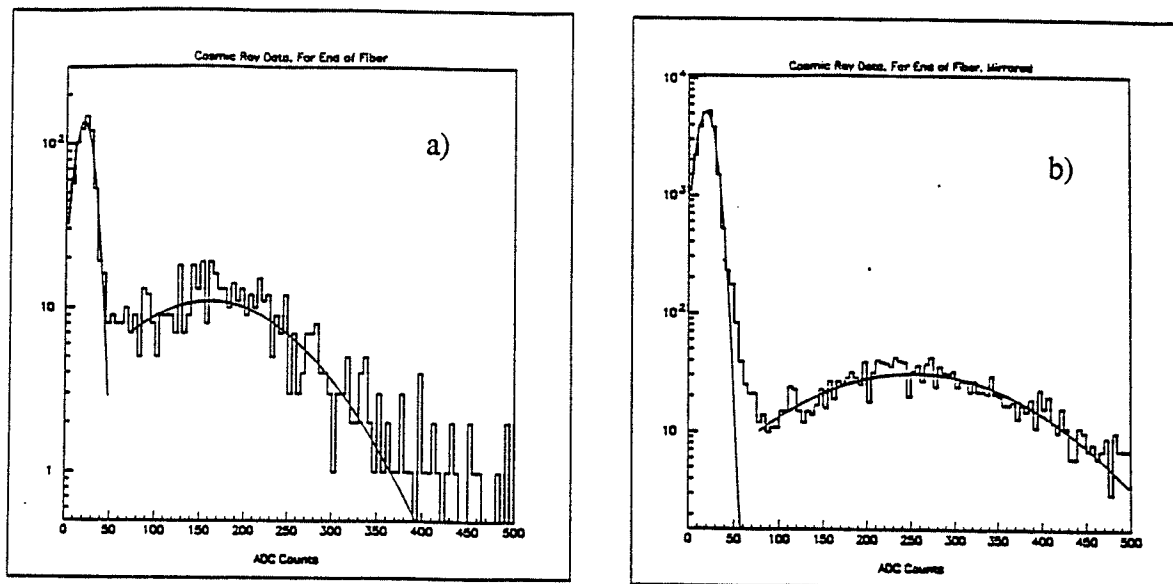 Cosmic Ray Data, For End of Fiber
a)
10²
10
1
0 50 100 150 200 250 300 350 400 450 500
ADC Counts
Cosmic Ray Data, For End of Fiber, Mirrored
b)
10⁴
10³
10²
10
0 50 100 150 200 250 300 350 400 450 500
ADC Counts